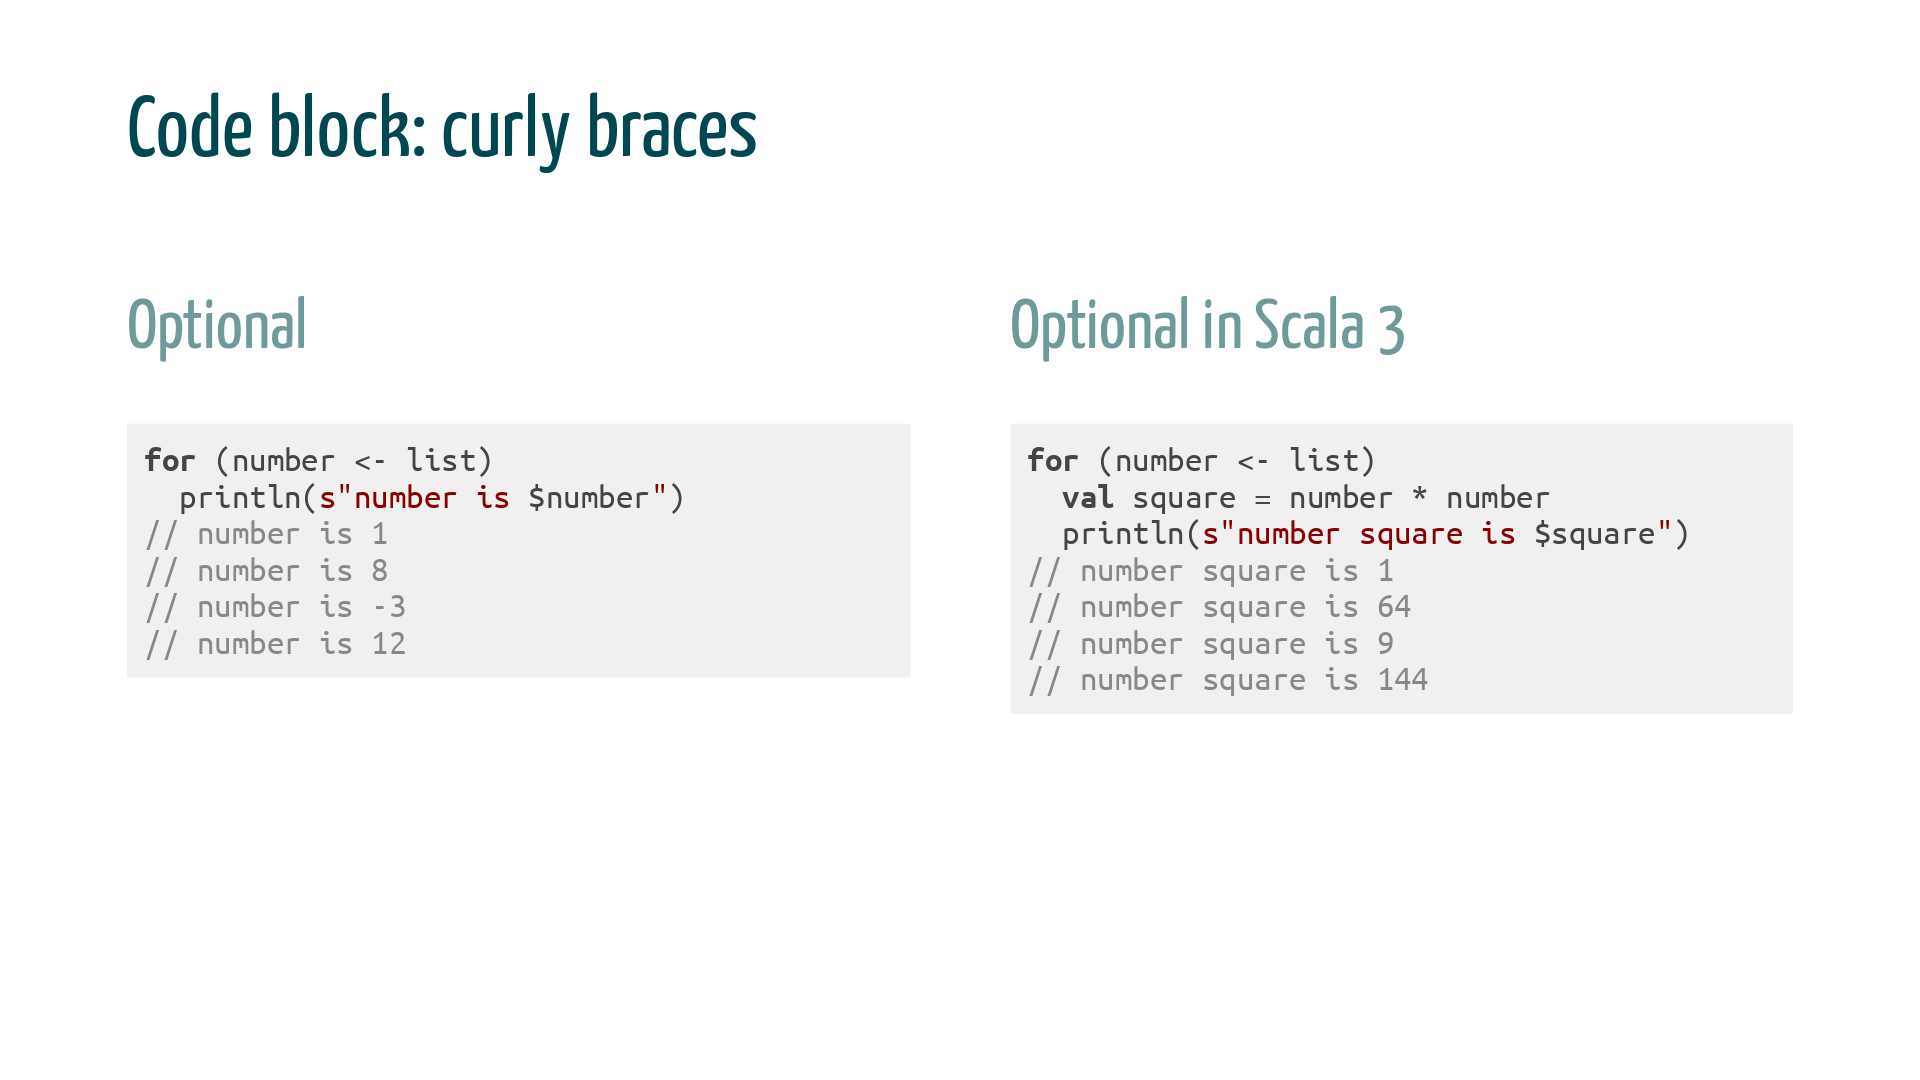 Code block: curly braces
Optional
for (number <- list)
  println(s"number is $number")
// number is 1
// number is 8
// number is -3
// number is 12
Optional in Scala 3
for (number <- list)
  val square = number * number
  println(s"number square is $square")
// number square is 1
// number square is 64
// number square is 9
// number square is 144